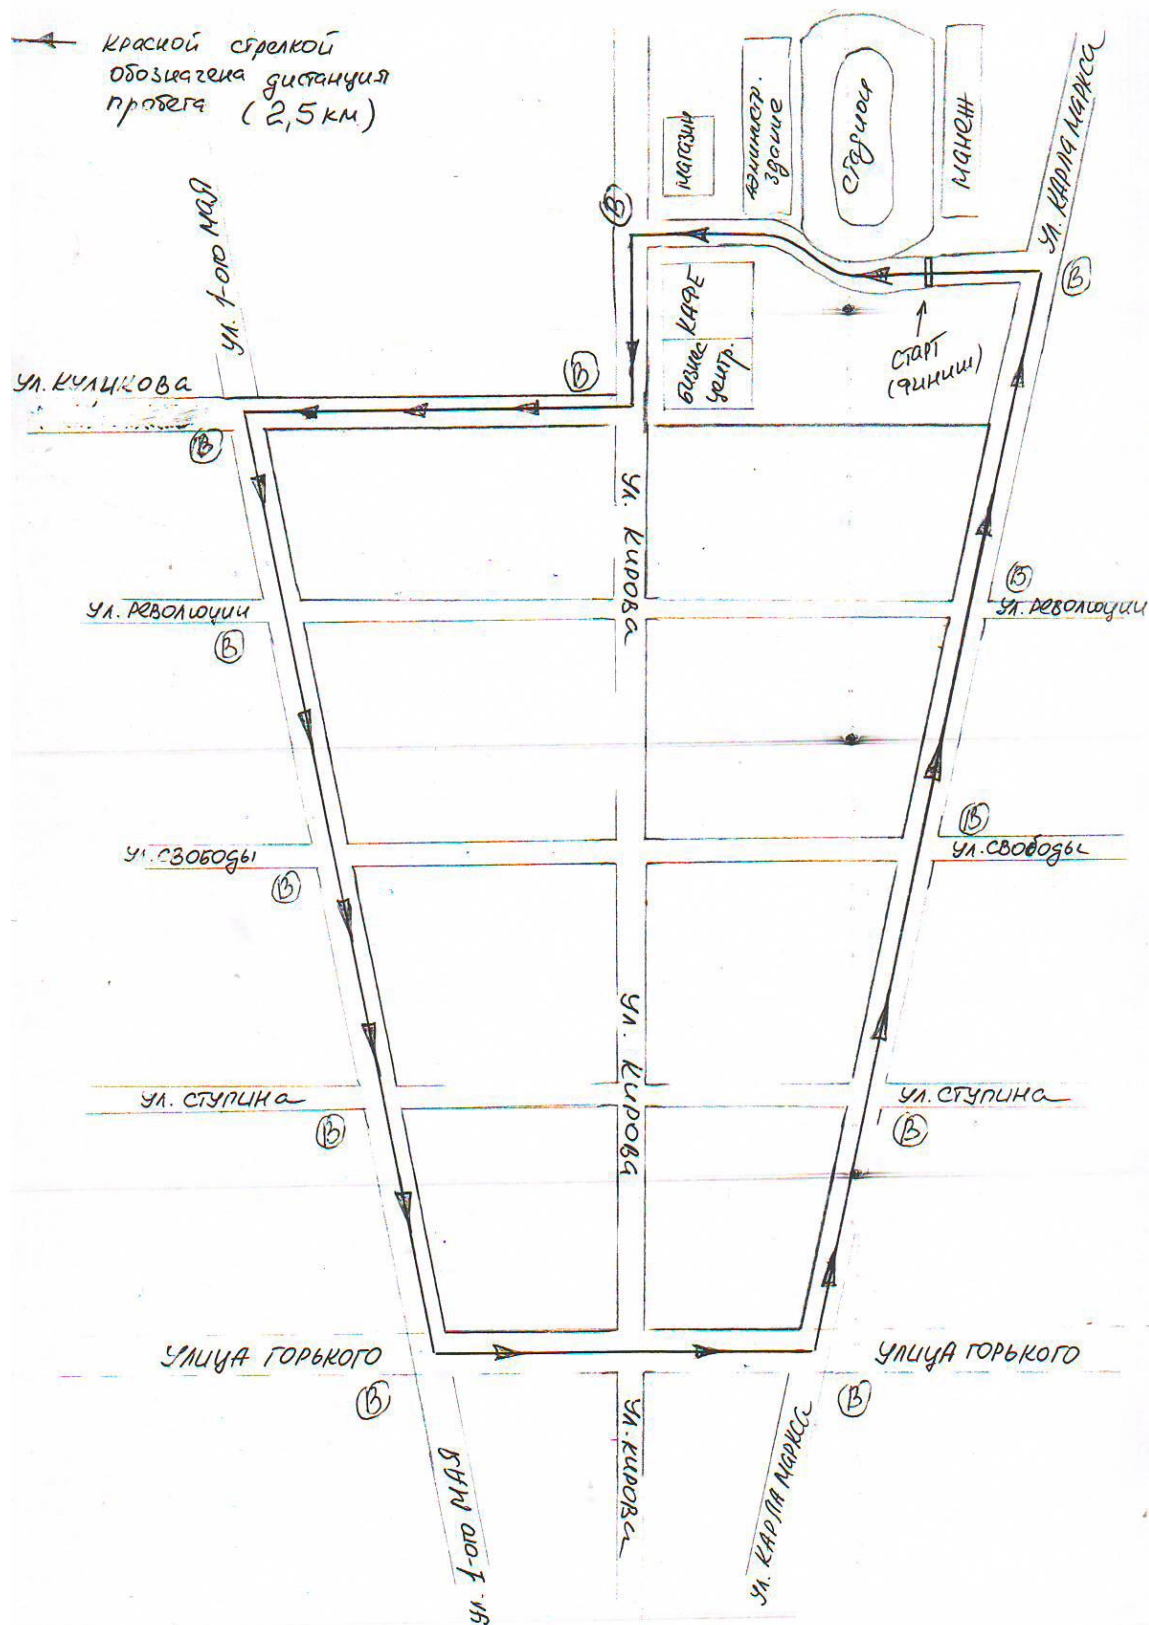 красной стрелкой
обозначена дистанция
пробега (2,5 км)
магазин
администр.
здание
стадион
манеж
ул. Карла Маркса
ул. 1-ого мая
В
В
кафе
бизнес
центр.
старт
(финиш)
ул. Куликова
В
В
ул. Кирова
В
ул. Революции
ул. Революции
В
ул. Свободы
В
ул. Свободы
В
ул. Кирова
ул. Ступина
ул. Ступина
В
В
улица Горького
улица Горького
В
В
ул. 1-ого мая
ул. Кирова
ул. Карла Маркса